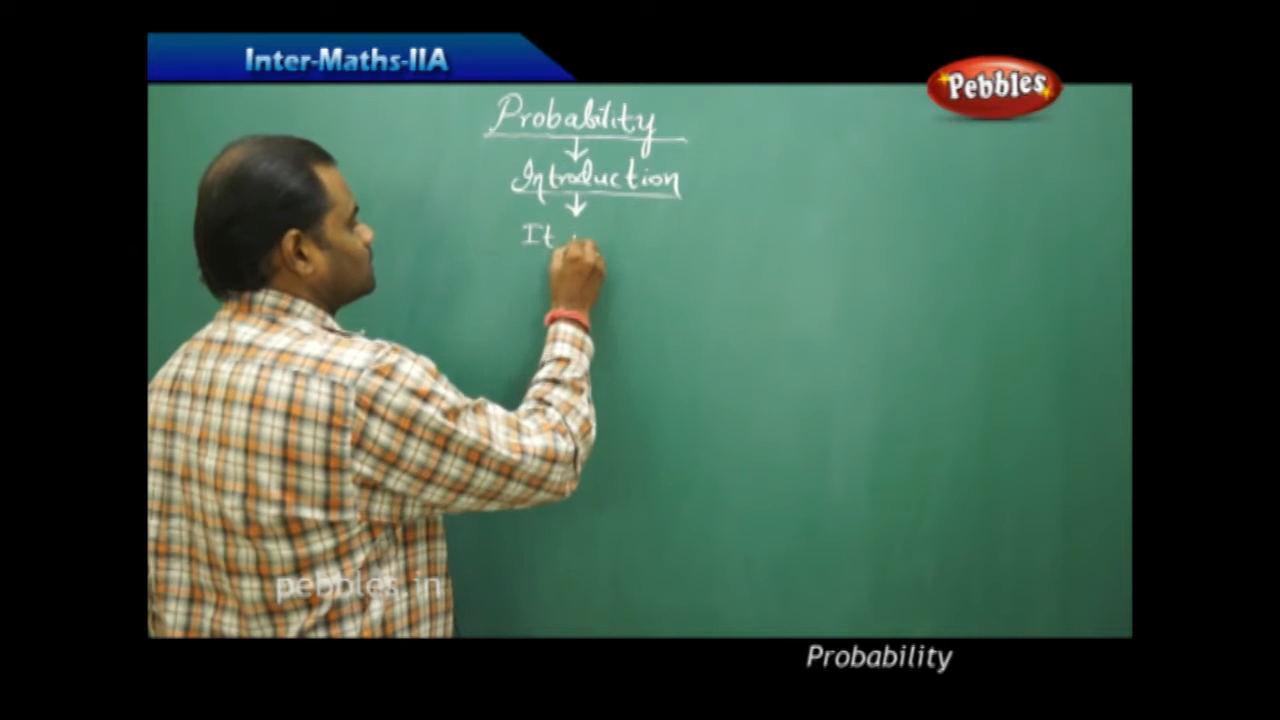 Inter-Maths-IIA
Pebbles
Probability
Introduction
It
pebbles.in
Probability